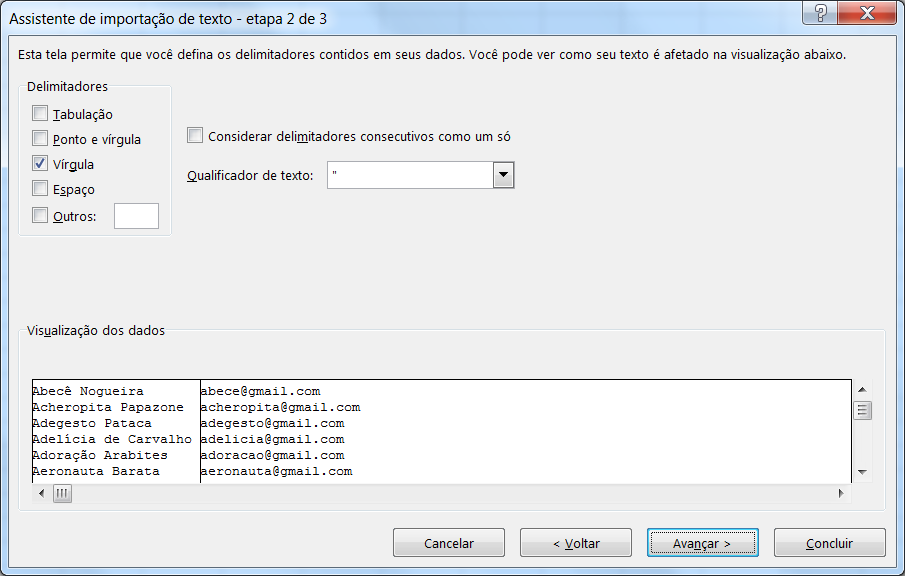 Assistente de importação de texto - etapa 2 de 3
Esta tela permite que você defina os delimitadores contidos em seus dados. Você pode ver como seu texto é afetado na visualização abaixo.
Delimitadores
Tabulação
Ponto e vírgula
Vírgula
Espaço
Outros:
Considerar delimitadores consecutivos como um só
Qualificador de texto: "
Visualização dos dados
Abecê Nogueira abece@gmail.com
Acheropita Papazone acheropita@gmail.com
Adegesto Pataca adegesto@gmail.com
Adelícia de Carvalho adelicia@gmail.com
Adoração Arabites adoracao@gmail.com
Aeronauta Barata aeronauta@gmail.com
Cancelar < Voltar Avançar > Concluir